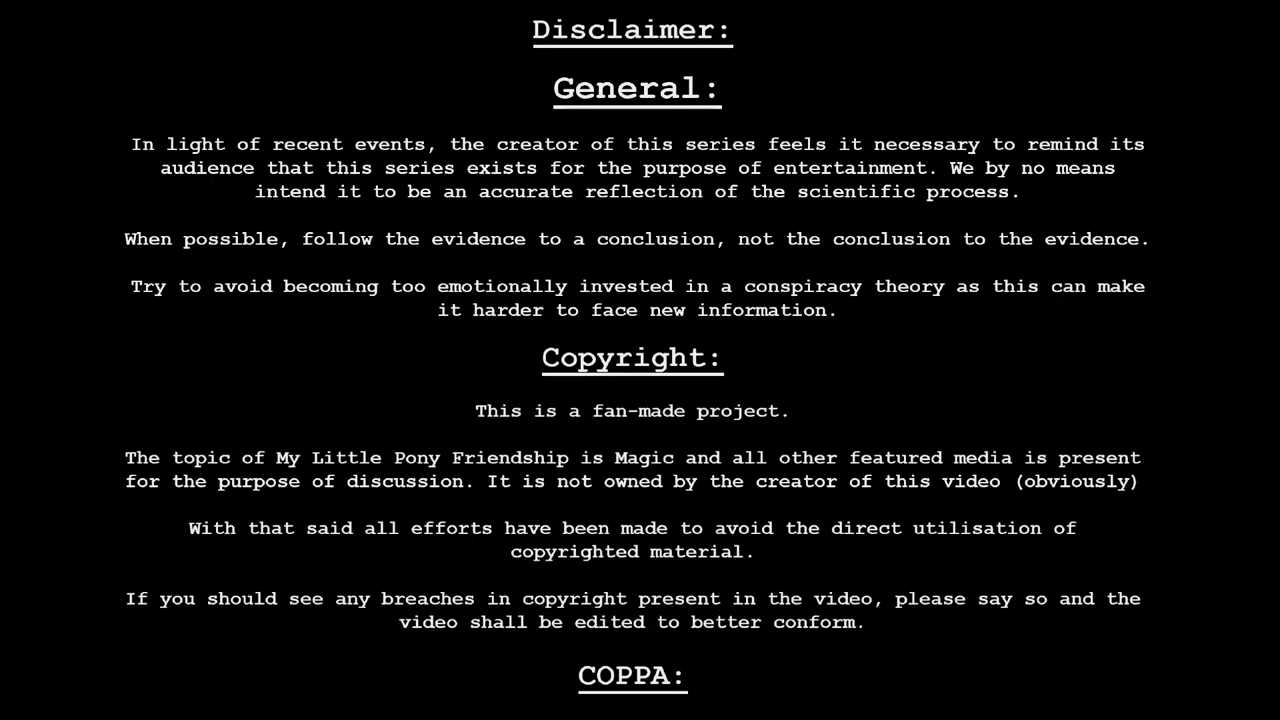 Disclaimer:
General:
In light of recent events, the creator of this series feels it necessary to remind its
audience that this series exists for the purpose of entertainment. We by no means
intend it to be an accurate reflection of the scientific process.
When possible, follow the evidence to a conclusion, not the conclusion to the evidence.
Try to avoid becoming too emotionally invested in a conspiracy theory as this can make
it harder to face new information.
Copyright:
This is a fan-made project.
The topic of My Little Pony Friendship is Magic and all other featured media is present
for the purpose of discussion. It is not owned by the creator of this video (obviously)
With that said all efforts have been made to avoid the direct utilisation of
copyrighted material.
If you should see any breaches in copyright present in the video, please say so and the
video shall be edited to better conform.
COPPA: